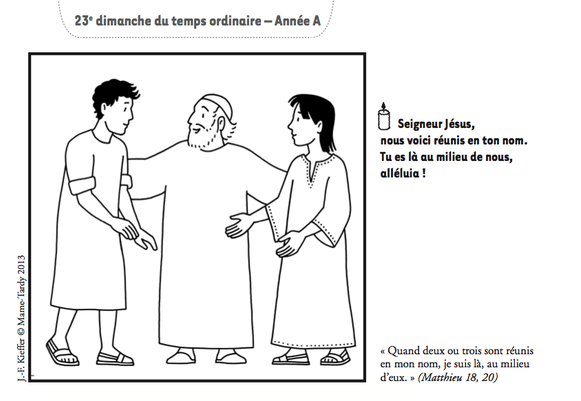 23e dimanche du temps ordinaire – Année A
Seigneur Jésus,
nous voici réunis en ton nom.
Tu es là au milieu de nous,
alléluia !
J.-F. Kieffer © Mame-Tardy 2013
« Quand deux ou trois sont réunis
en mon nom, je suis là, au milieu
d'eux. » (Matthieu 18, 20)